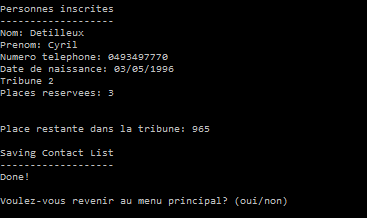 Personnes inscrites
-------------------
Nom: Detilleux
Prenom: Cyril
Numero telephone: 0493497770
Date de naissance: 03/05/1996
Tribune 2
Places reservees: 3
Place restante dans la tribune: 965
Saving Contact List
-------------------
Done!
Voulez-vous revenir au menu principal? (oui/non)